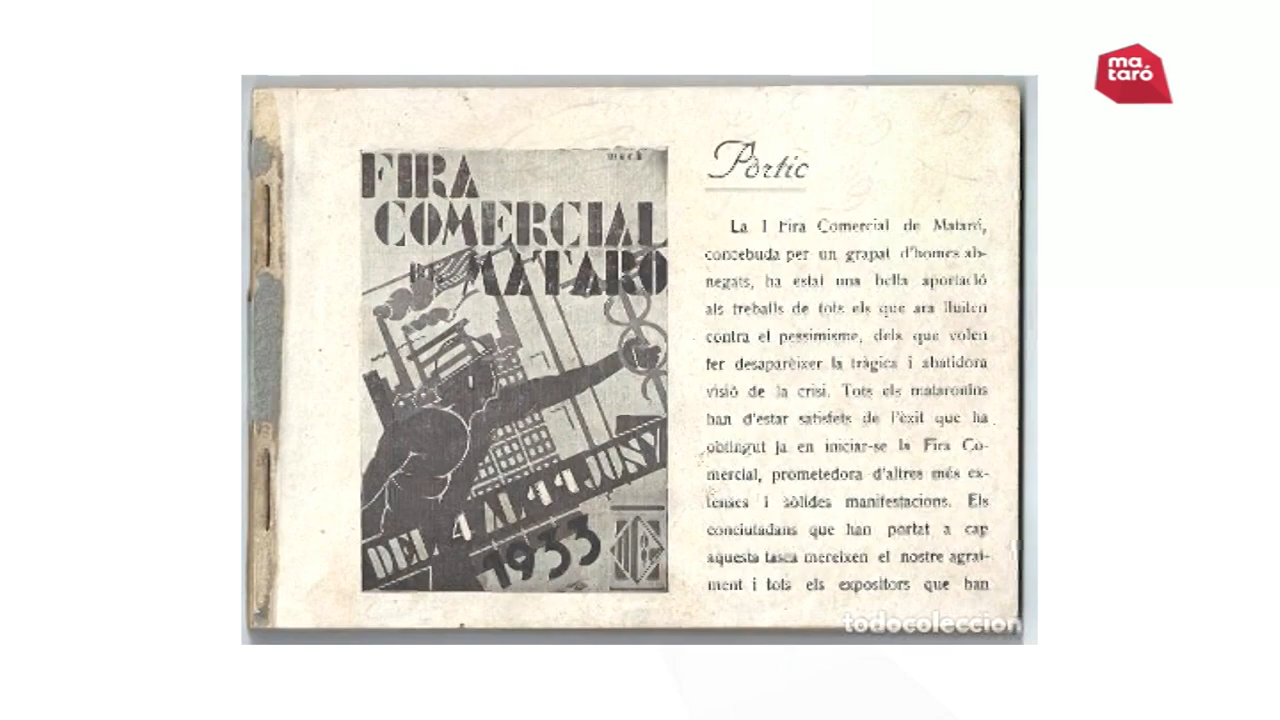 ma
taró
FIRA
COMERCIAL
DE MATARO
DEL 4 AL 11 JUNY
1933
Pòrtic
La I Fira Comercial de Mataró,
concebuda per un grapat d'homes ab-
negats, ha estat una bella aportació
als treballs de tots els que ara lluiten
contra el pessimisme, dels que volen
fer desaparèixer la tràgica i abatidora
visió de la crisi. Tots els mataronins
han d'estar satisfets de l'èxit que ha
obtingut ja en iniciar-se la Fira Co-
mercial, prometedora d'altres més ex-
tenses i sòlides manifestacions. Els
conciutadans que han portat a cap
aquesta tasca mereixen el nostre agraï-
ment i tots els expositors que han
todocoleccion